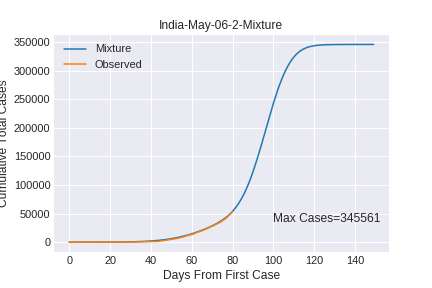 India-May-06-2-Mixture
Mixture
Observed
350000
300000
250000
200000
150000
100000
50000
0
Cumulative Total Cases
Max Cases=345561
0 20 40 60 80 100 120 140
Days From First Case